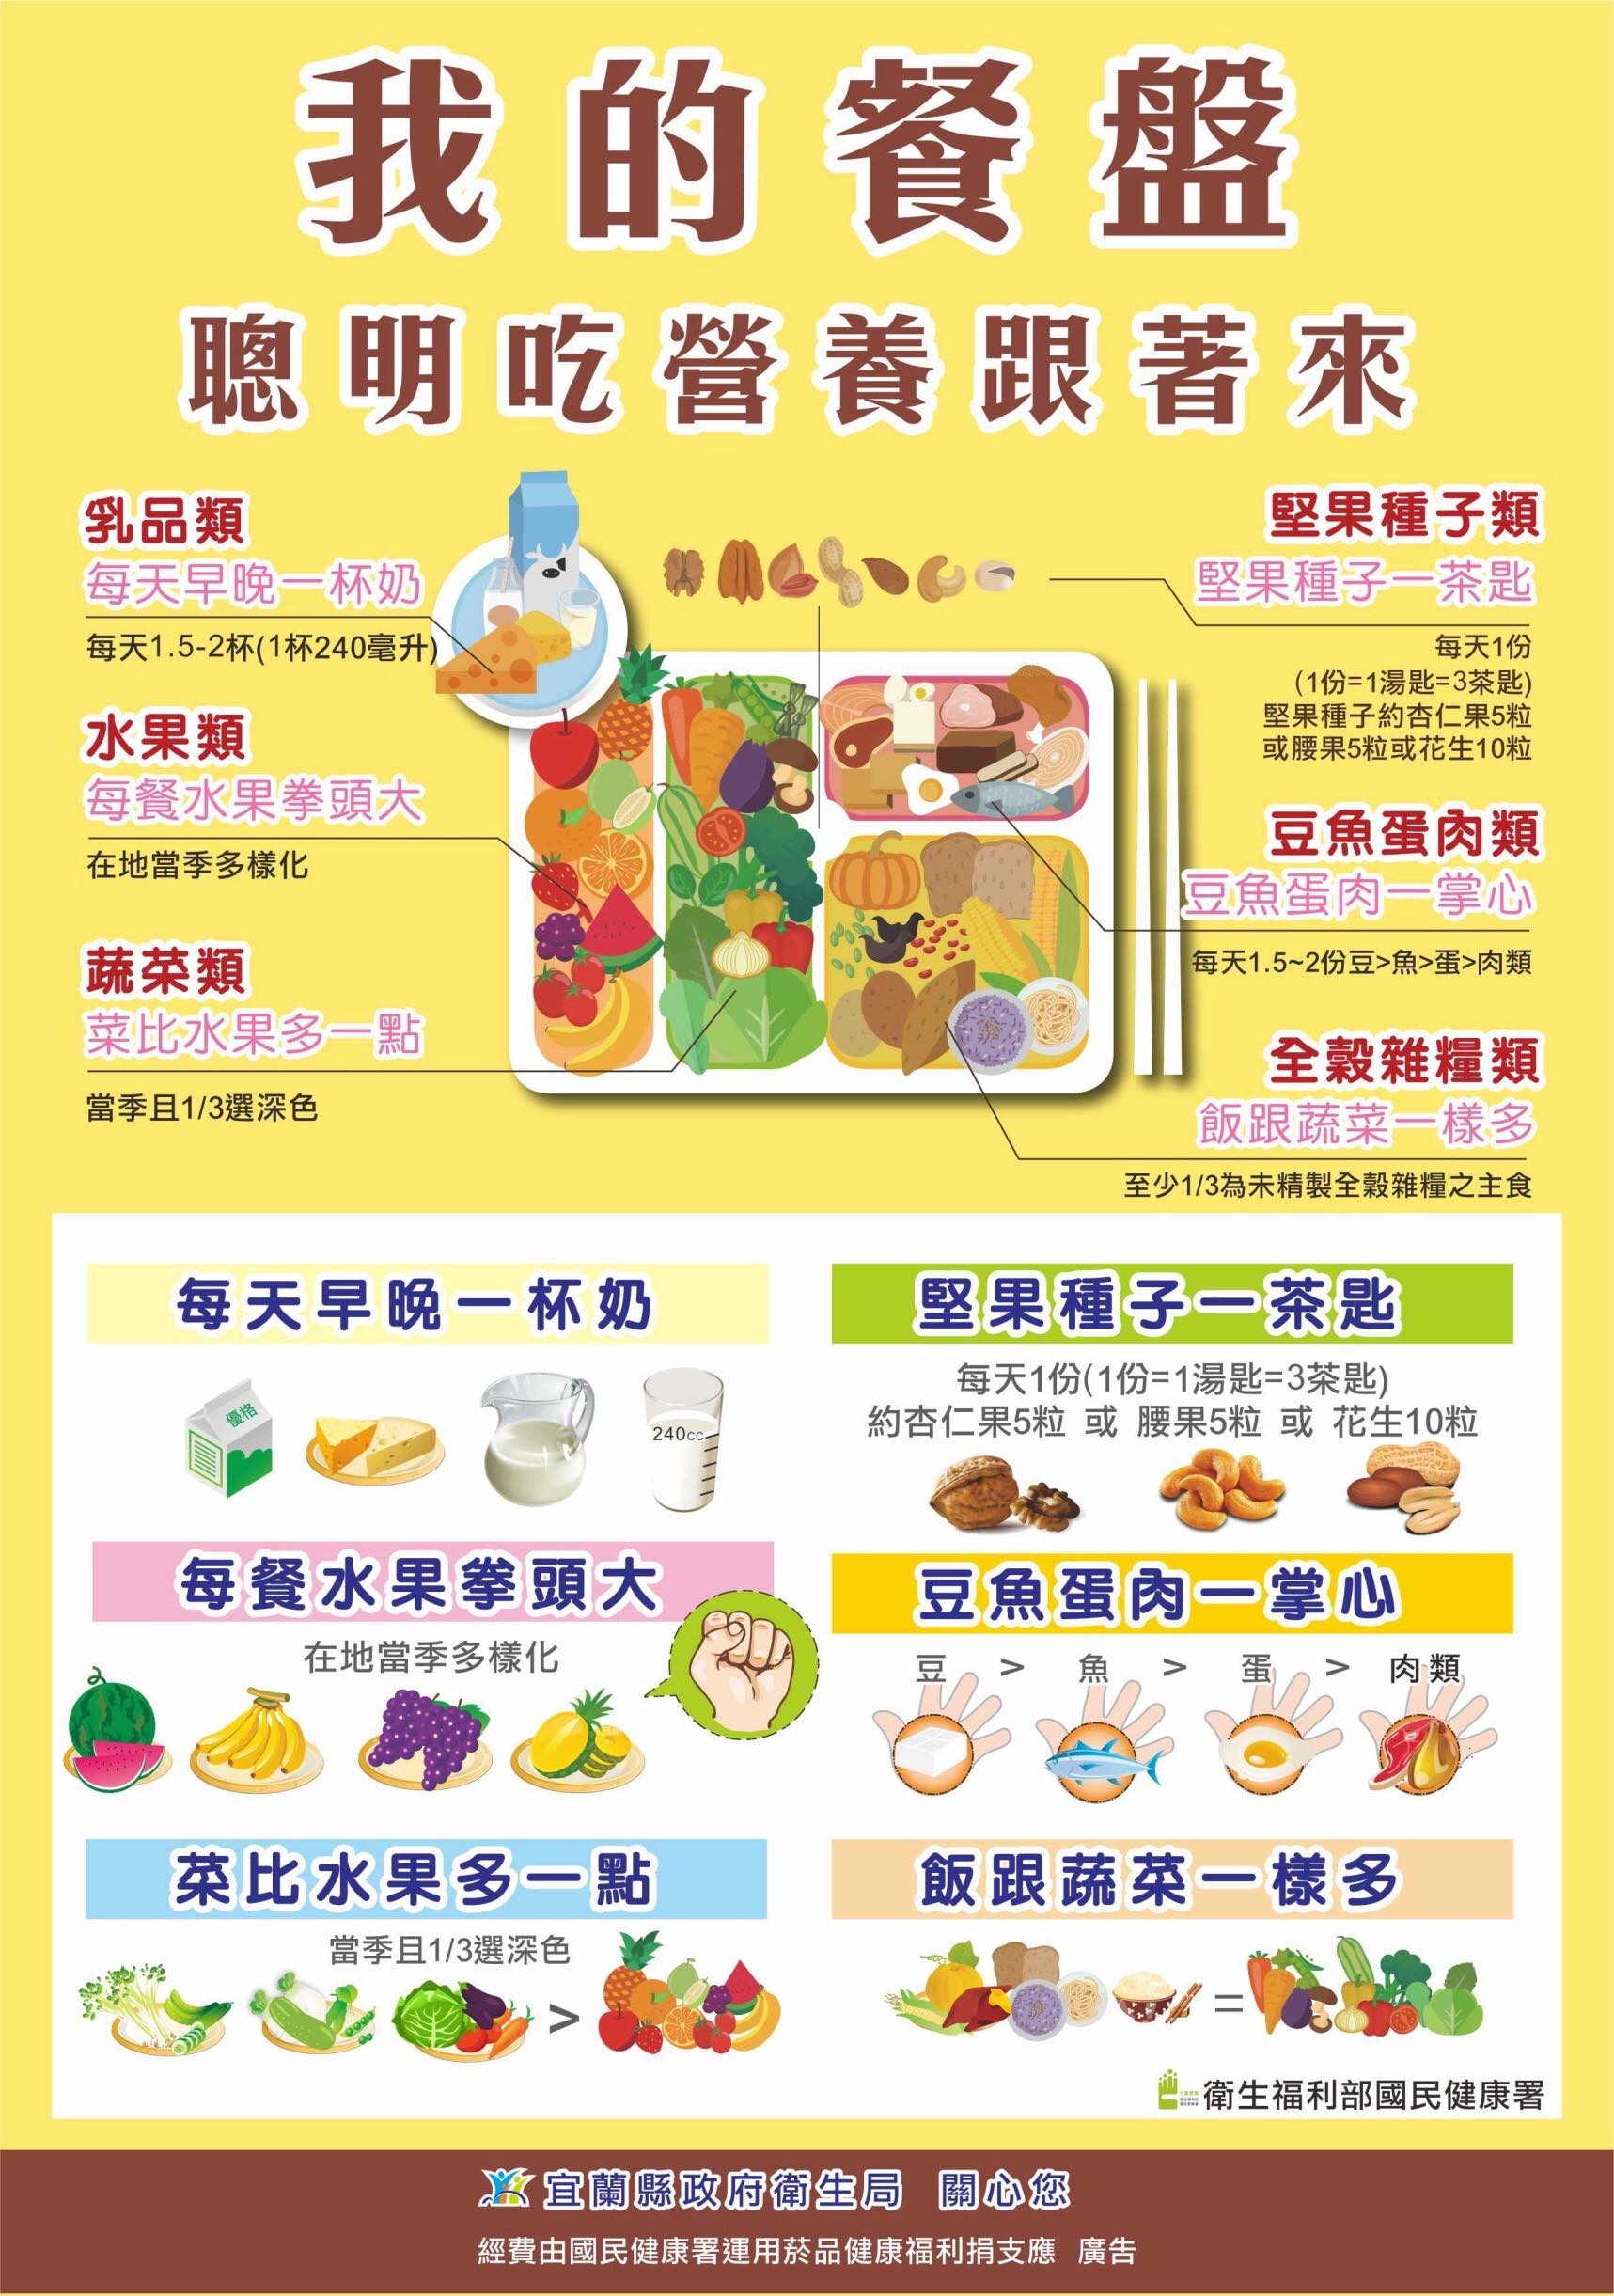 我的餐盤
聰明吃營養跟著來
乳品類
每天早晚一杯奶
每天1.5-2杯(1杯240毫升)
水果類
每餐水果拳頭大
在地當季多樣化
蔬菜類
菜比水果多一點
當季且1/3選深色
堅果種子類
堅果種子一茶匙
每天1份
(1份=1湯匙=3茶匙)
堅果種子約杏仁果5粒
或腰果5粒或花生10粒
豆魚蛋肉類
豆魚蛋肉一掌心
每天1.5~2份豆>魚>蛋>肉類
全穀雜糧類
飯跟蔬菜一樣多
至少1/3為未精製全穀雜糧之主食
每天早晚一杯奶
優格
240cc
堅果種子一茶匙
每天1份(1份=1湯匙=3茶匙)
約杏仁果5粒 或 腰果5粒 或 花生10粒
每餐水果拳頭大
在地當季多樣化
豆魚蛋肉一掌心
豆 > 魚 > 蛋 > 肉類
菜比水果多一點
當季且1/3選深色
>
飯跟蔬菜一樣多
=
衛生福利部國民健康署
宜蘭縣政府衛生局 關心您
經費由國民健康署運用菸品健康福利捐支應 廣告